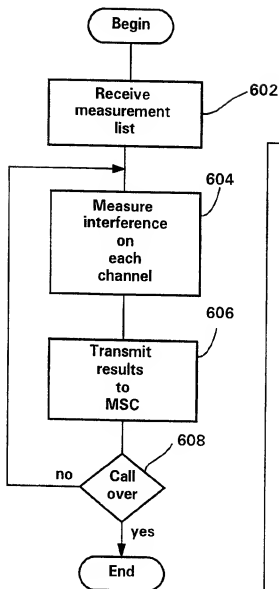 Begin
Receive
measurement
list
602
Measure
interference
on
each
channel
604
Transmit
results
to
MSC
606
Call
over
608
no
yes
End